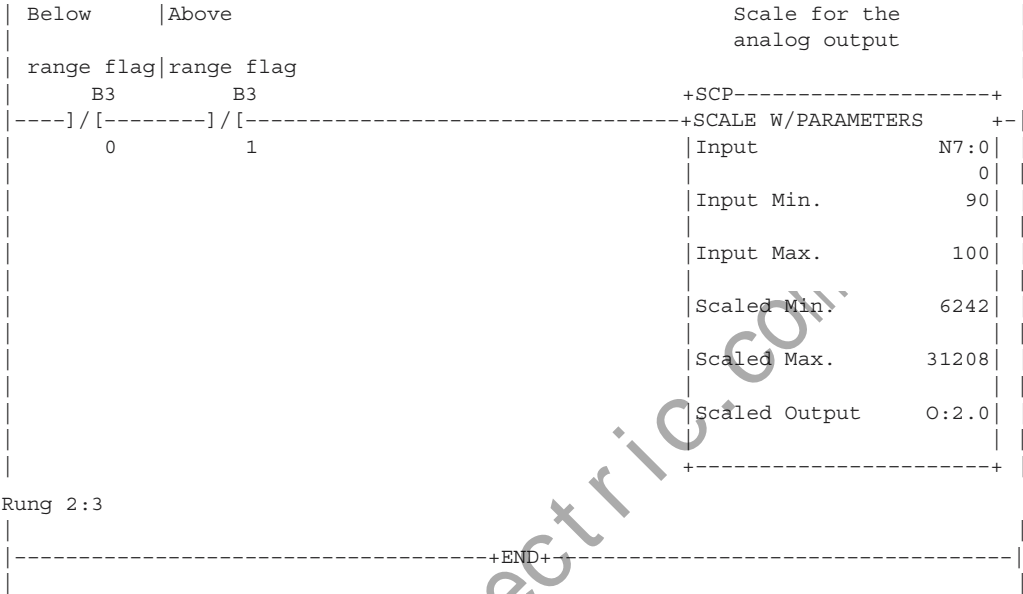 | Below |Above Scale for the
| analog output
| range flag|range flag
| B3 B3 +SCP--------------------+
|----]/[--------]/[----------------------------------+SCALE W/PARAMETERS +-|
| 0 1 |Input N7:0|
| | 0| |
| |Input Min. 90|
| | | |
| |Input Max. 100|
| | | |
| |Scaled Min. 6242|
| | | |
| |Scaled Max. 31208|
| | | |
| |Scaled Output O:2.0|
| | | |
| +-----------------------+ |
Rung 2:3
| |
|-------------------------------------+END+------------------------------------|
| |
ectric.com